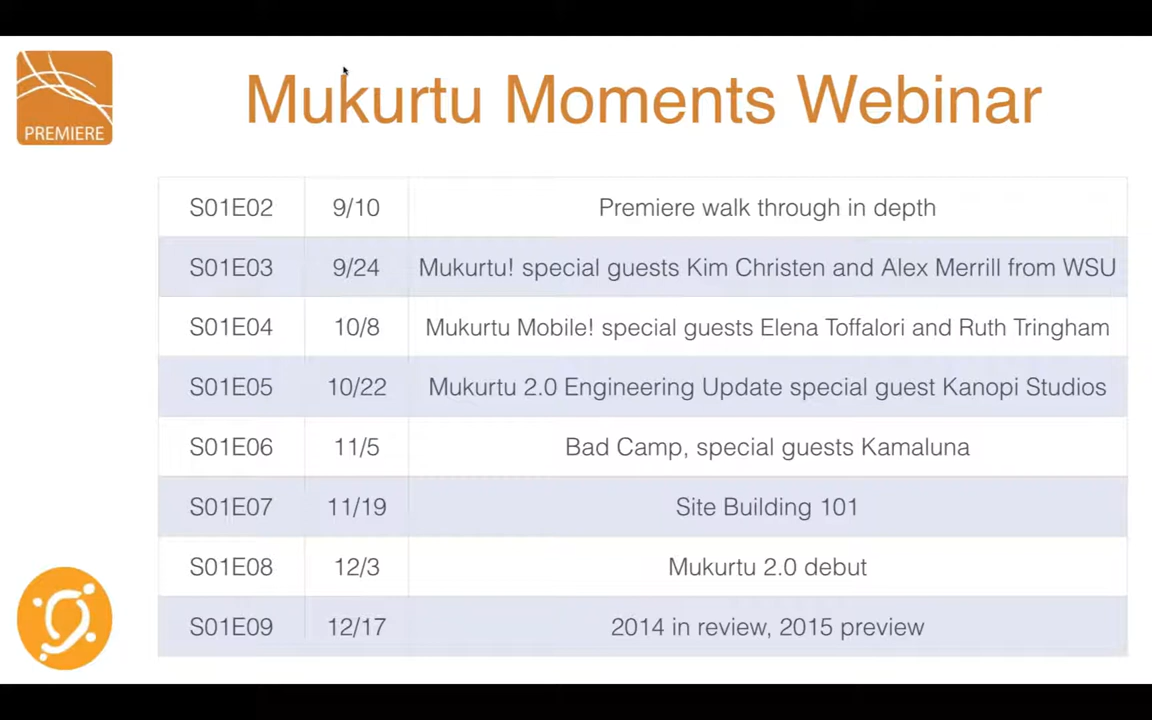 Mukurtu Moments Webinar
PREMIERE
S01E02 9/10 Premiere walk through in depth
S01E03 9/24 Mukurtu! special guests Kim Christen and Alex Merrill from WSU
S01E04 10/8 Mukurtu Mobile! special guests Elena Toffalori and Ruth Tringham
S01E05 10/22 Mukurtu 2.0 Engineering Update special guest Kanopi Studios
S01E06 11/5 Bad Camp, special guests Kamaluna
S01E07 11/19 Site Building 101
S01E08 12/3 Mukurtu 2.0 debut
S01E09 12/17 2014 in review, 2015 preview